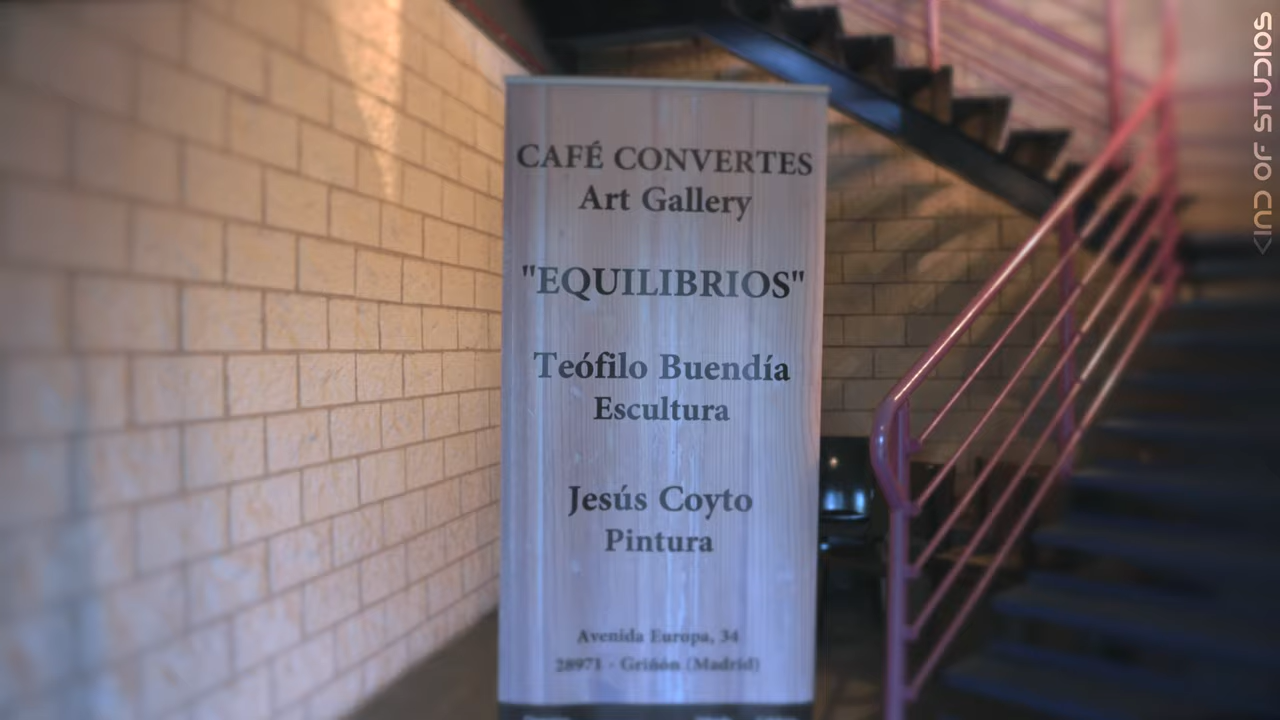 CAFÉ CONVERTES
Art Gallery
"EQUILIBRIOS"
Teófilo Buendía
Escultura
Jesús Coyto
Pintura
Avenida Europa, 34
28971 - Griñón (Madrid)
KIND OF STUDIOS